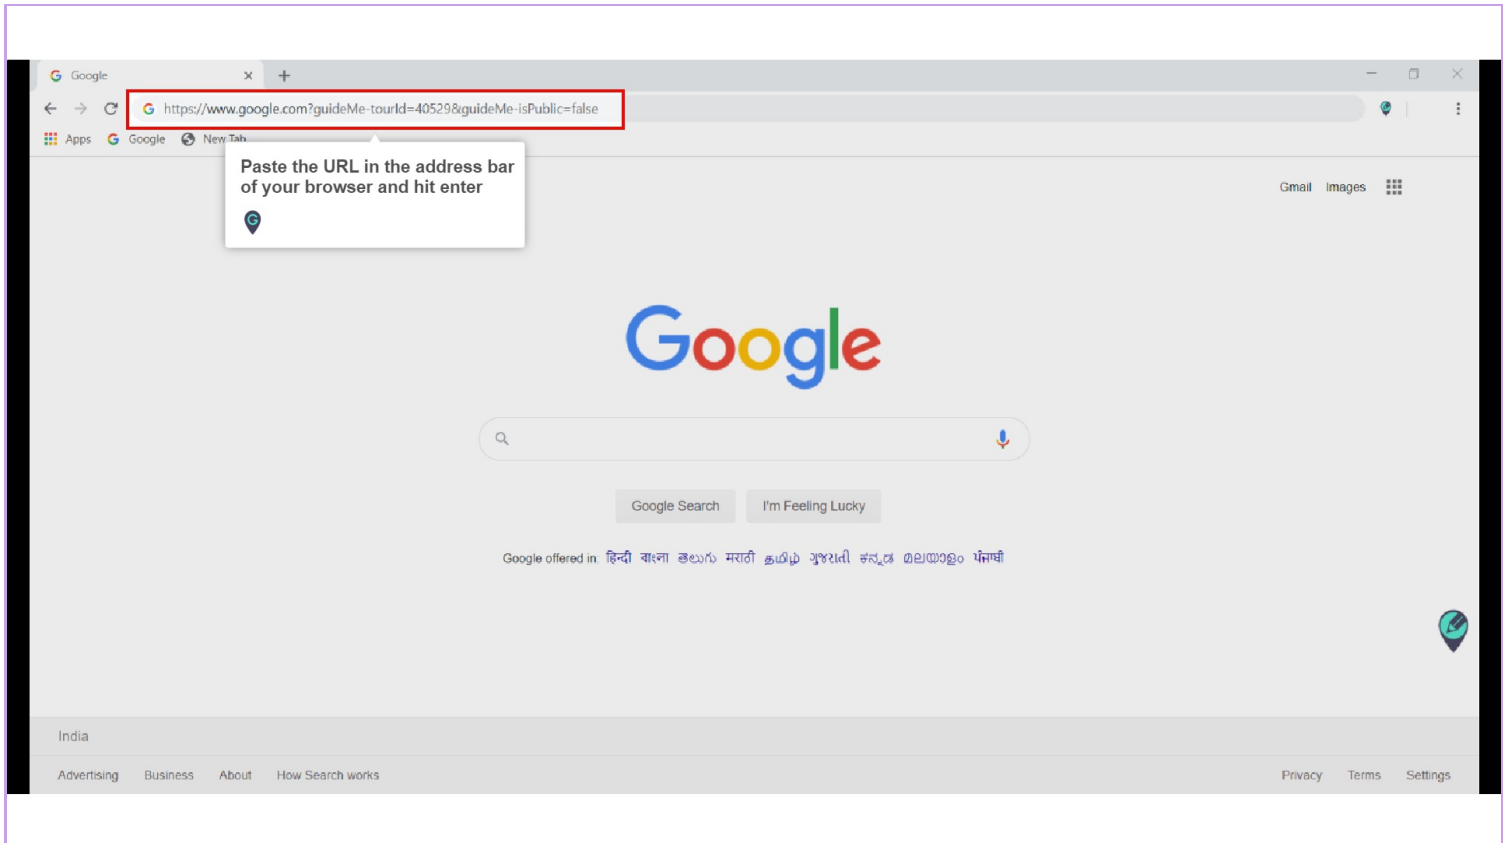 Google
https://www.google.com?guideMe-tourId=40529&guideMe-isPublic=false
Apps Google New Tab
Paste the URL in the address bar
of your browser and hit enter
Gmail Images
Google
Google Search I'm Feeling Lucky
Google offered in: हिन्दी বাংলা తెలుగు मराठी தமிழ் ગુજરાતી ಕನ್ನಡ മലയാളം ਪੰਜਾਬੀ
India
Advertising Business About How Search works
Privacy Terms Settings